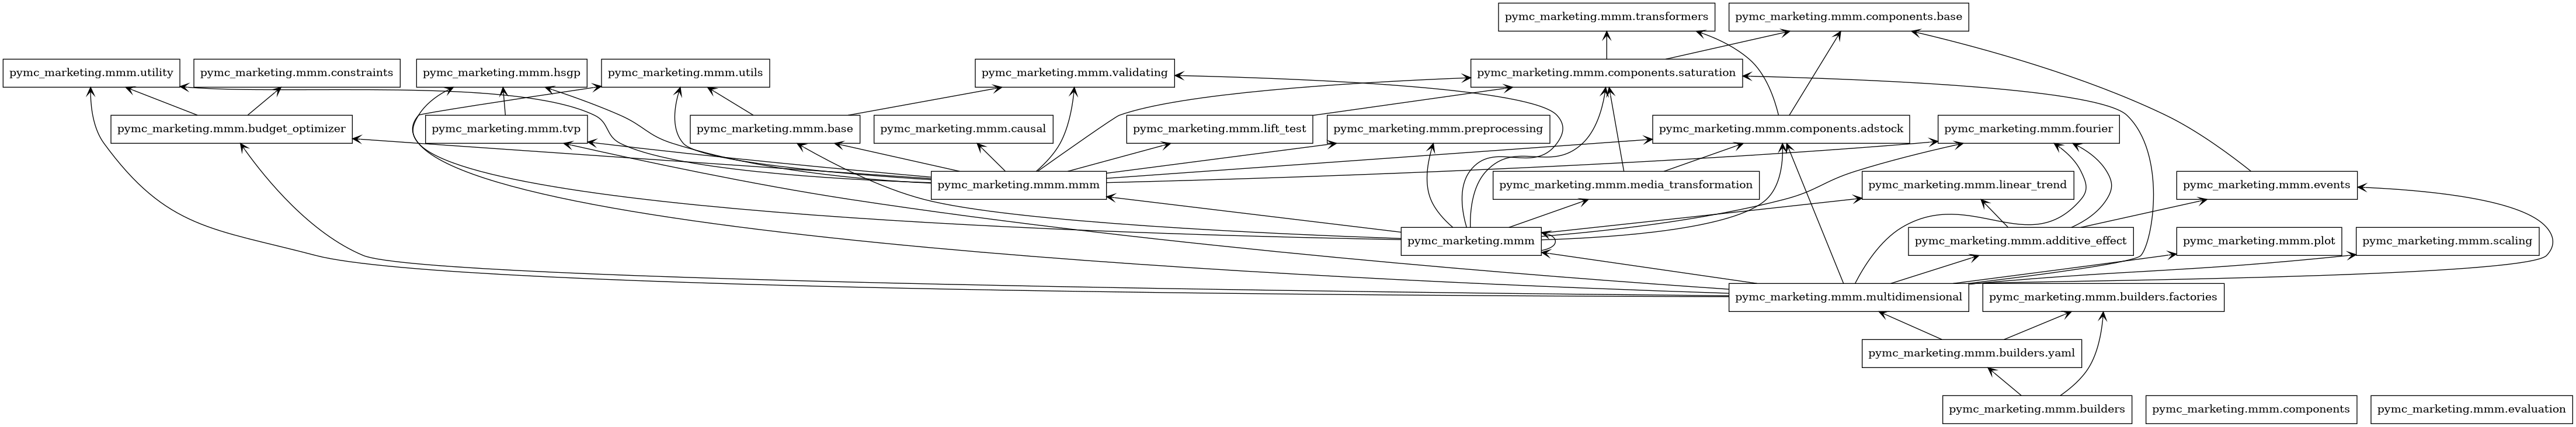 pymc_marketing.mmm.transformers
pymc_marketing.mmm.components.base
pymc_marketing.mmm.utility
pymc_marketing.mmm.constraints
pymc_marketing.mmm.hsgp
pymc_marketing.mmm.utils
pymc_marketing.mmm.validating
pymc_marketing.mmm.components.saturation
pymc_marketing.mmm.budget_optimizer
pymc_marketing.mmm.tvp
pymc_marketing.mmm.base
pymc_marketing.mmm.causal
pymc_marketing.mmm.lift_test
pymc_marketing.mmm.preprocessing
pymc_marketing.mmm.components.adstock
pymc_marketing.mmm.fourier
pymc_marketing.mmm.mmm
pymc_marketing.mmm.media_transformation
pymc_marketing.mmm.linear_trend
pymc_marketing.mmm.events
pymc_marketing.mmm
pymc_marketing.mmm.additive_effect
pymc_marketing.mmm.plot
pymc_marketing.mmm.scaling
pymc_marketing.mmm.multidimensional
pymc_marketing.mmm.builders.factories
pymc_marketing.mmm.builders.yaml
pymc_marketing.mmm.builders
pymc_marketing.mmm.components
pymc_marketing.mmm.evaluation